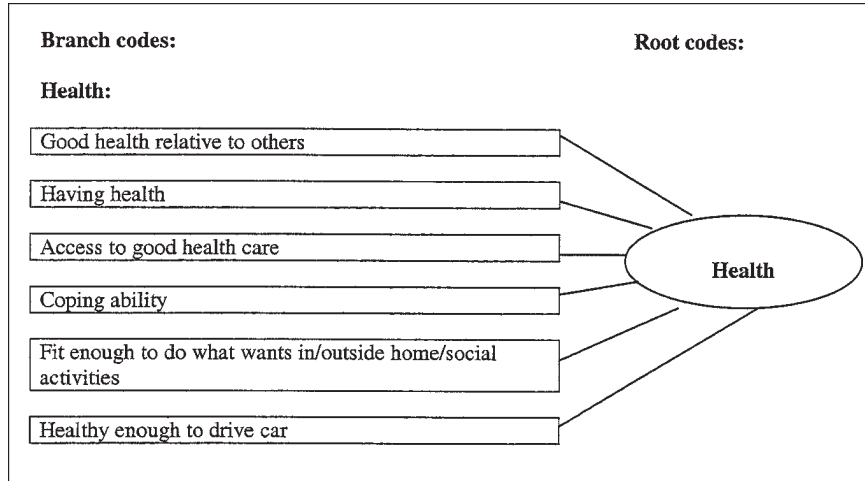 Branch codes:
Root codes:
Health:
Good health relative to others
Having health
Access to good health care
Health
Coping ability
Fit enough to do what wants in/outside home/social
activities
Healthy enough to drive car